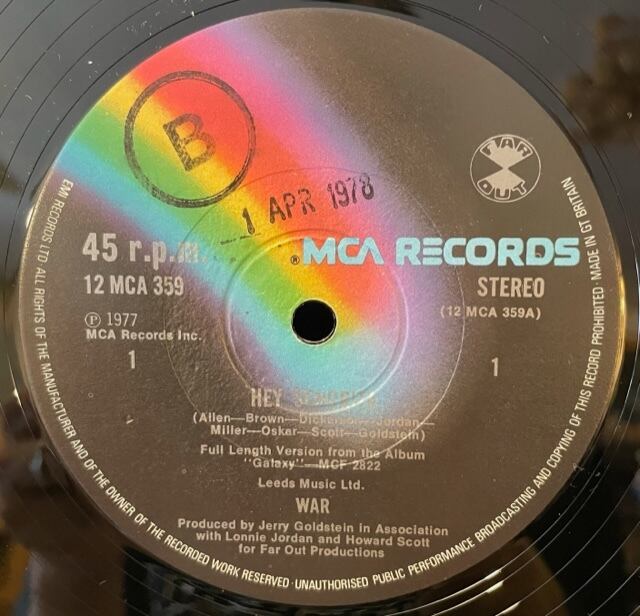 B
1 APR 1978
FAR
OUT
45 r.p.m.
® MCA RECORDS
12 MCA 359
STEREO
(12 MCA 359A)
℗ 1977
MCA Records Inc.
1
1
HEY
(Allen—Brown—Dickerson—Jordan—
Miller—Oskar—Scott—Goldstein)
Full Length Version from the Album
"Galaxy"—MCF 2822
Leeds Music Ltd.
WAR
Produced by Jerry Goldstein in Association
with Lonnie Jordan and Howard Scott
for Far Out Productions
EMI RECORDS LTD ALL RIGHTS OF THE MANUFACTURER AND OF THE OWNER OF THE RECORDED WORK RESERVED · UNAUTHORISED PUBLIC PERFORMANCE BROADCASTING AND COPYING OF THIS RECORD PROHIBITED · MADE IN GT BRITAIN